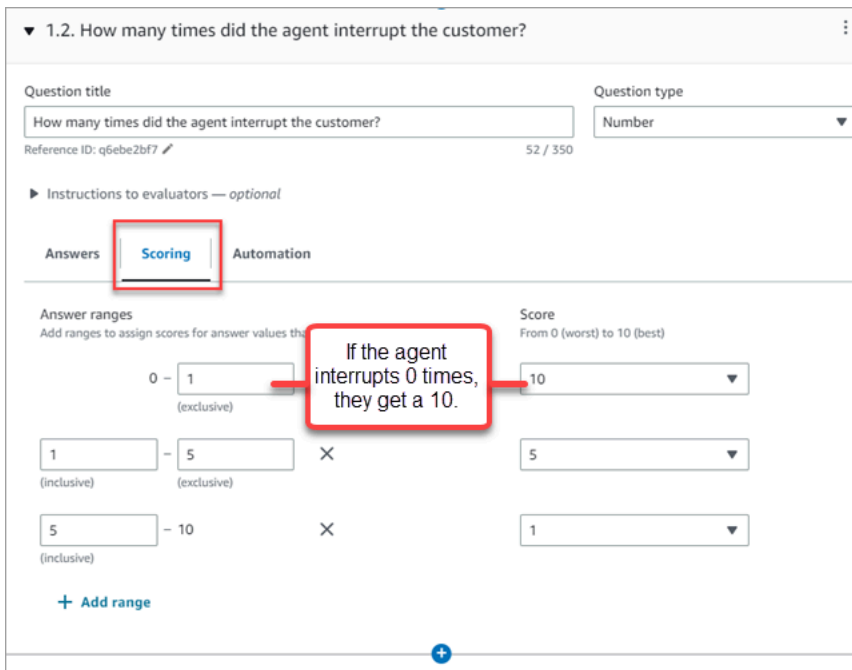 1.2. How many times did the agent interrupt the customer?
Question title
Question type
How many times did the agent interrupt the customer?
Number
Reference ID: q6ebe2bf7
52 / 350
Instructions to evaluators — optional
Answers
Scoring
Automation
Answer ranges
Score
Add ranges to assign scores for answer values
From 0 (worst) to 10 (best)
If the agent
interrupts 0 times,
they get a 10.
0 – 1
10
(exclusive)
1 – 5
5
(inclusive)
(exclusive)
5 – 10
1
(inclusive)
+ Add range